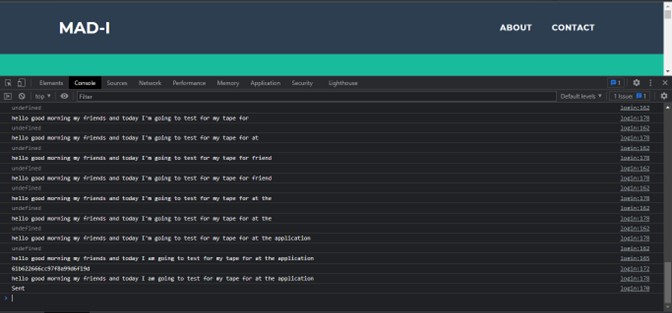 MAD-I ABOUT CONTACT
Elements Console Sources Network Performance Memory Application Security Lighthouse 1
top Filter Default levels 1 Issue: 1
undefined login:162
hello good morning my friends and today I'm going to test for my tape for login:170
undefined login:162
hello good morning my friends and today I'm going to test for my tape for at login:170
undefined login:162
hello good morning my friends and today I'm going to test for my tape for friend login:170
undefined login:162
hello good morning my friends and today I'm going to test for my tape for friend login:170
undefined login:162
hello good morning my friends and today I'm going to test for my tape for at the login:170
undefined login:162
hello good morning my friends and today I'm going to test for my tape for at the login:170
undefined login:162
hello good morning my friends and today I'm going to test for my tape for at the application login:170
undefined login:162
hello good morning my friends and today I am going to test for my tape for at the application login:165
login:172
hello good morning my friends and today I am going to test for my tape for at the application login:178
Sent